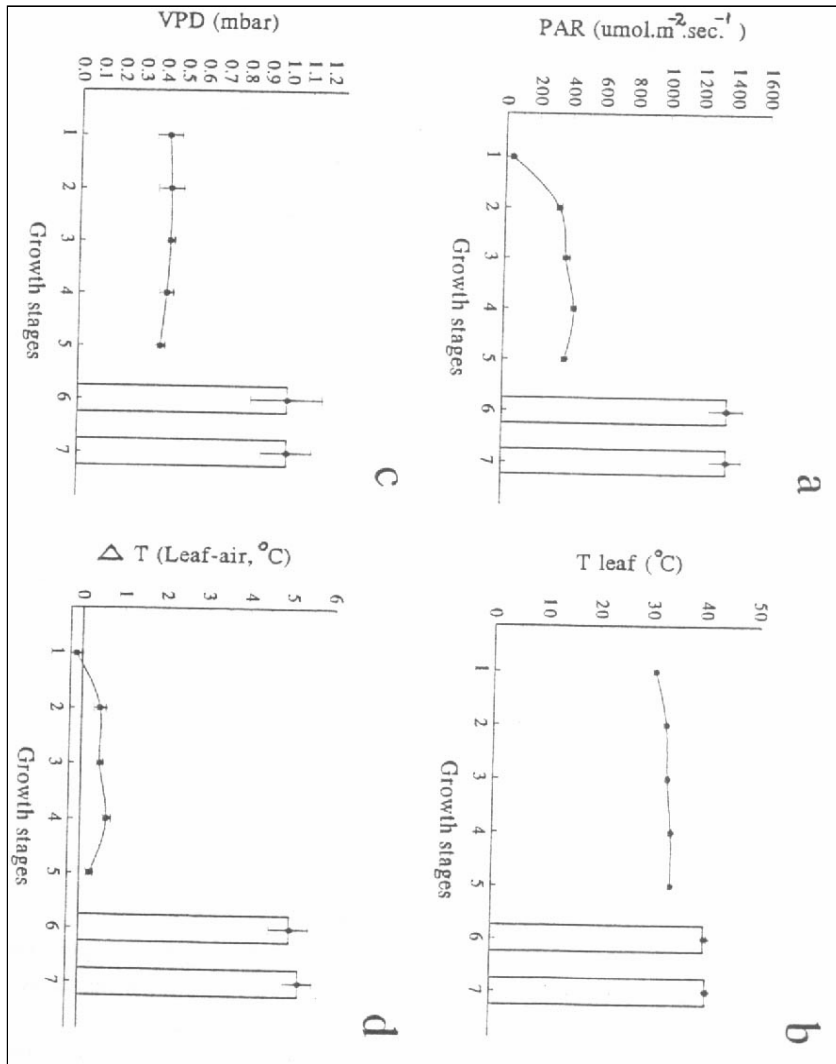 a
PAR (umol.m⁻².sec.⁻¹)
1600
1400
1200
1000
800
600
400
200
0
1 2 3 4 5 6 7
Growth stages
b
T leaf (°C)
50
40
30
20
10
0
1 2 3 4 5 6 7
Growth stages
c
VPD (mbar)
1.2
1.1
1.0
0.9
0.8
0.7
0.6
0.5
0.4
0.3
0.2
0.1
0.0
1 2 3 4 5 6 7
Growth stages
d
Δ T (Leaf-air, °C)
6
5
4
3
2
1
0
1 2 3 4 5 6 7
Growth stages